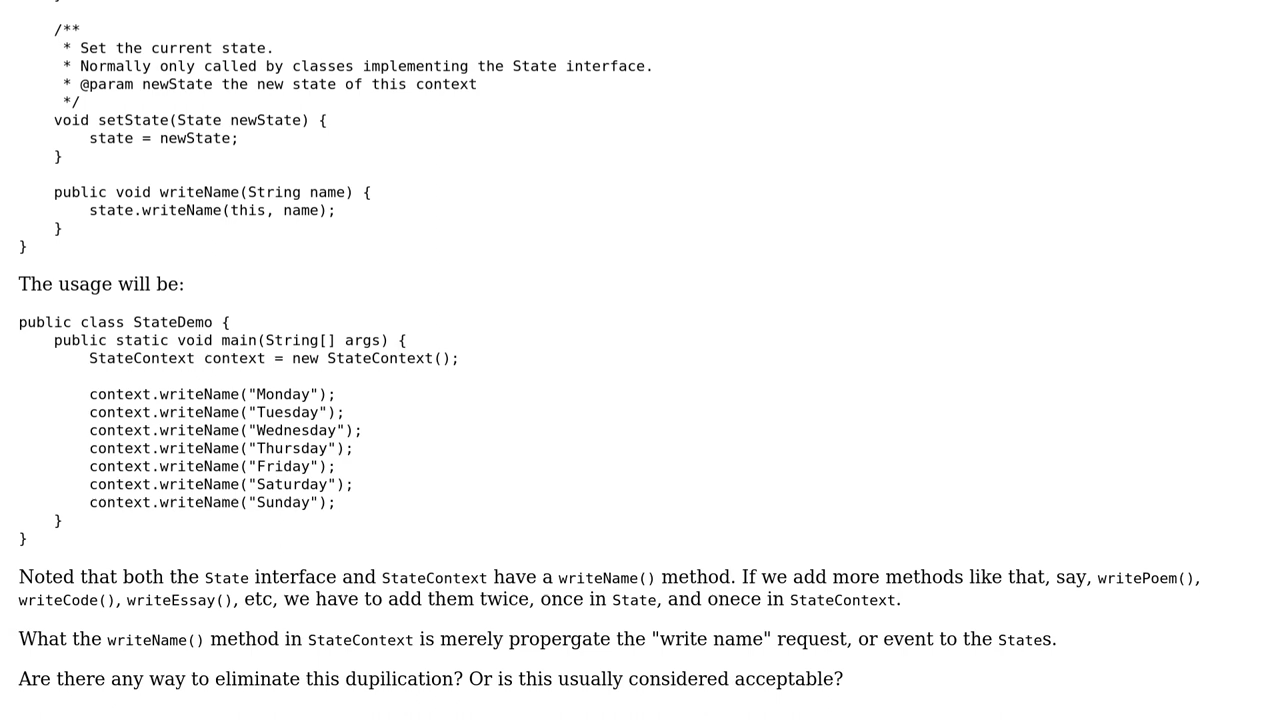 /**
     * Set the current state.
     * Normally only called by classes implementing the State interface.
     * @param newState the new state of this context
     */
    void setState(State newState) {
        state = newState;
    }

    public void writeName(String name) {
        state.writeName(this, name);
    }
}
The usage will be:
public class StateDemo {
    public static void main(String[] args) {
        StateContext context = new StateContext();

        context.writeName("Monday");
        context.writeName("Tuesday");
        context.writeName("Wednesday");
        context.writeName("Thursday");
        context.writeName("Friday");
        context.writeName("Saturday");
        context.writeName("Sunday");
    }
}
Noted that both the State interface and StateContext have a writeName() method. If we add more methods like that, say, writePoem(),
writeCode(), writeEssay(), etc, we have to add them twice, once in State, and onece in StateContext.
What the writeName() method in StateContext is merely propergate the "write name" request, or event to the States.
Are there any way to eliminate this dupilication? Or is this usually considered acceptable?